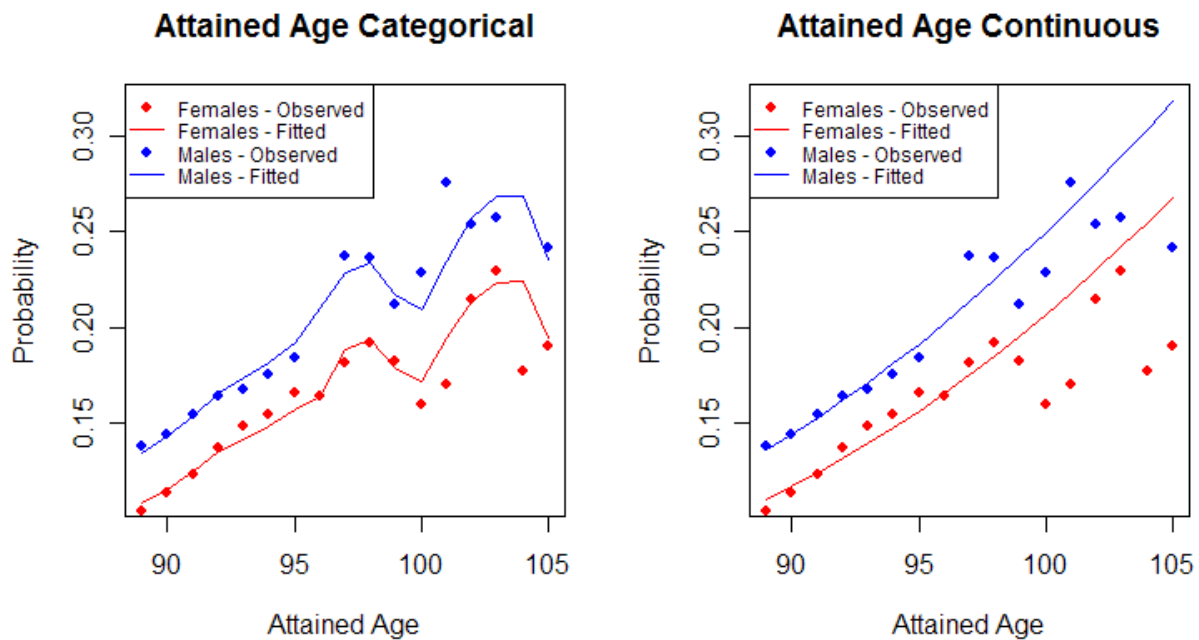 Attained Age Categorical
Females - Observed
Females - Fitted
Males - Observed
Males - Fitted
0.30
0.25
0.20
0.15
Probability
90 95 100 105
Attained Age
Attained Age Continuous
Females - Observed
Females - Fitted
Males - Observed
Males - Fitted
0.30
0.25
0.20
0.15
Probability
90 95 100 105
Attained Age